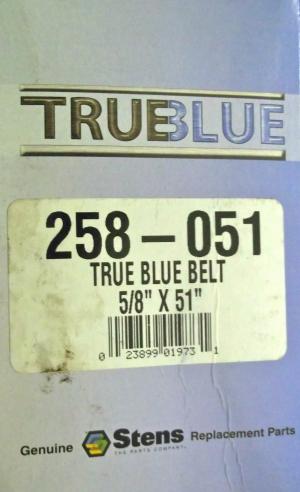 TRUEBLUE
258-051
TRUE BLUE BELT
5/8" X 51"
0 23899 01973 1
Genuine Stens Replacement Parts
THE PARTS COMPANY